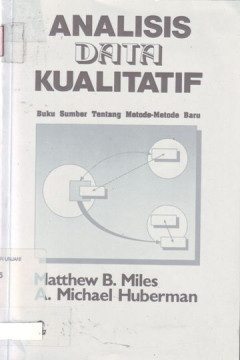 ANALISIS
DATA
KUALITATIF
Buku Sumber Tentang Metode-Metode Baru
Matthew B. Miles
A. Michael Huberman